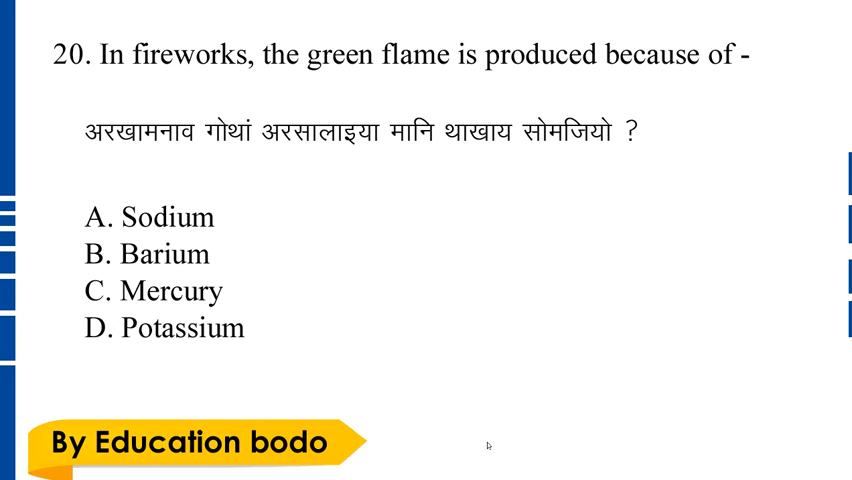 20. In fireworks, the green flame is produced because of -
अरखामनाव गोथां अरसालाइया मानि थाखाय सोमजियो ?
A. Sodium
B. Barium
C. Mercury
D. Potassium
By Education bodo